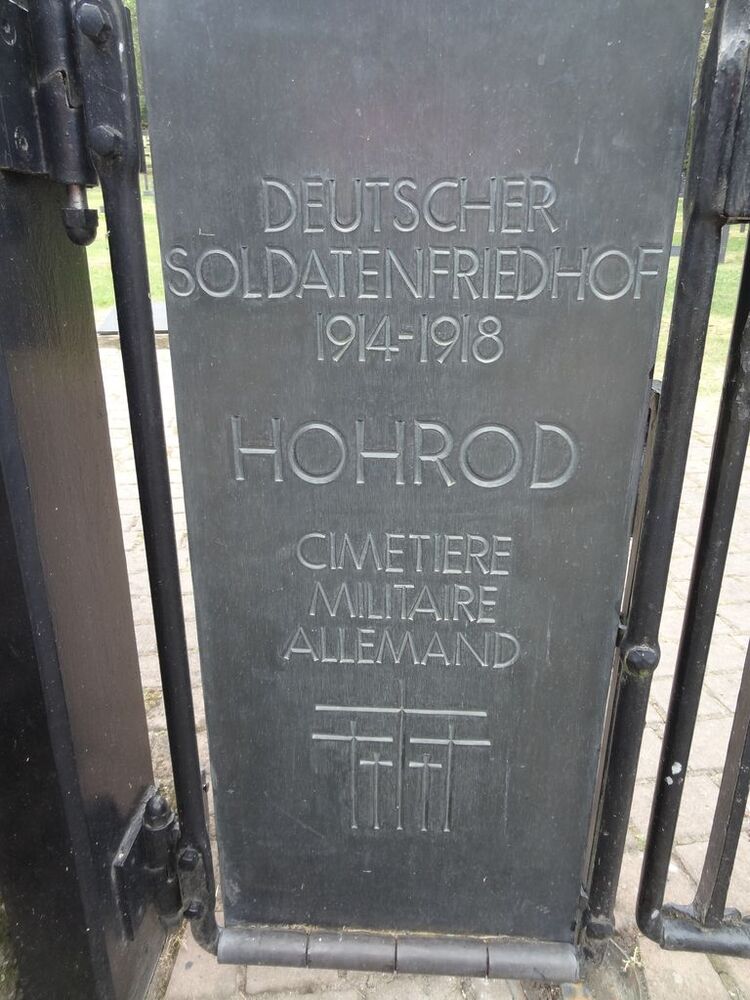 DEUTSCHER
SOLDATENFRIEDHOF
1914-1918
HOHROD
CIMETIERE
MILITAIRE
ALLEMAND